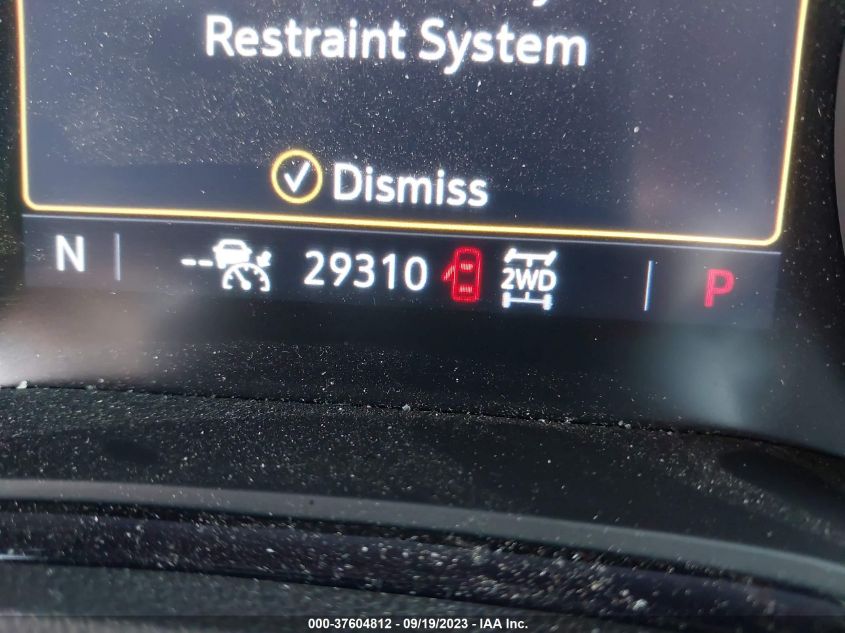 Restraint System
Dismiss
N -- 29310 2WD P
000-37604812 - 09/19/2023 - IAA Inc.